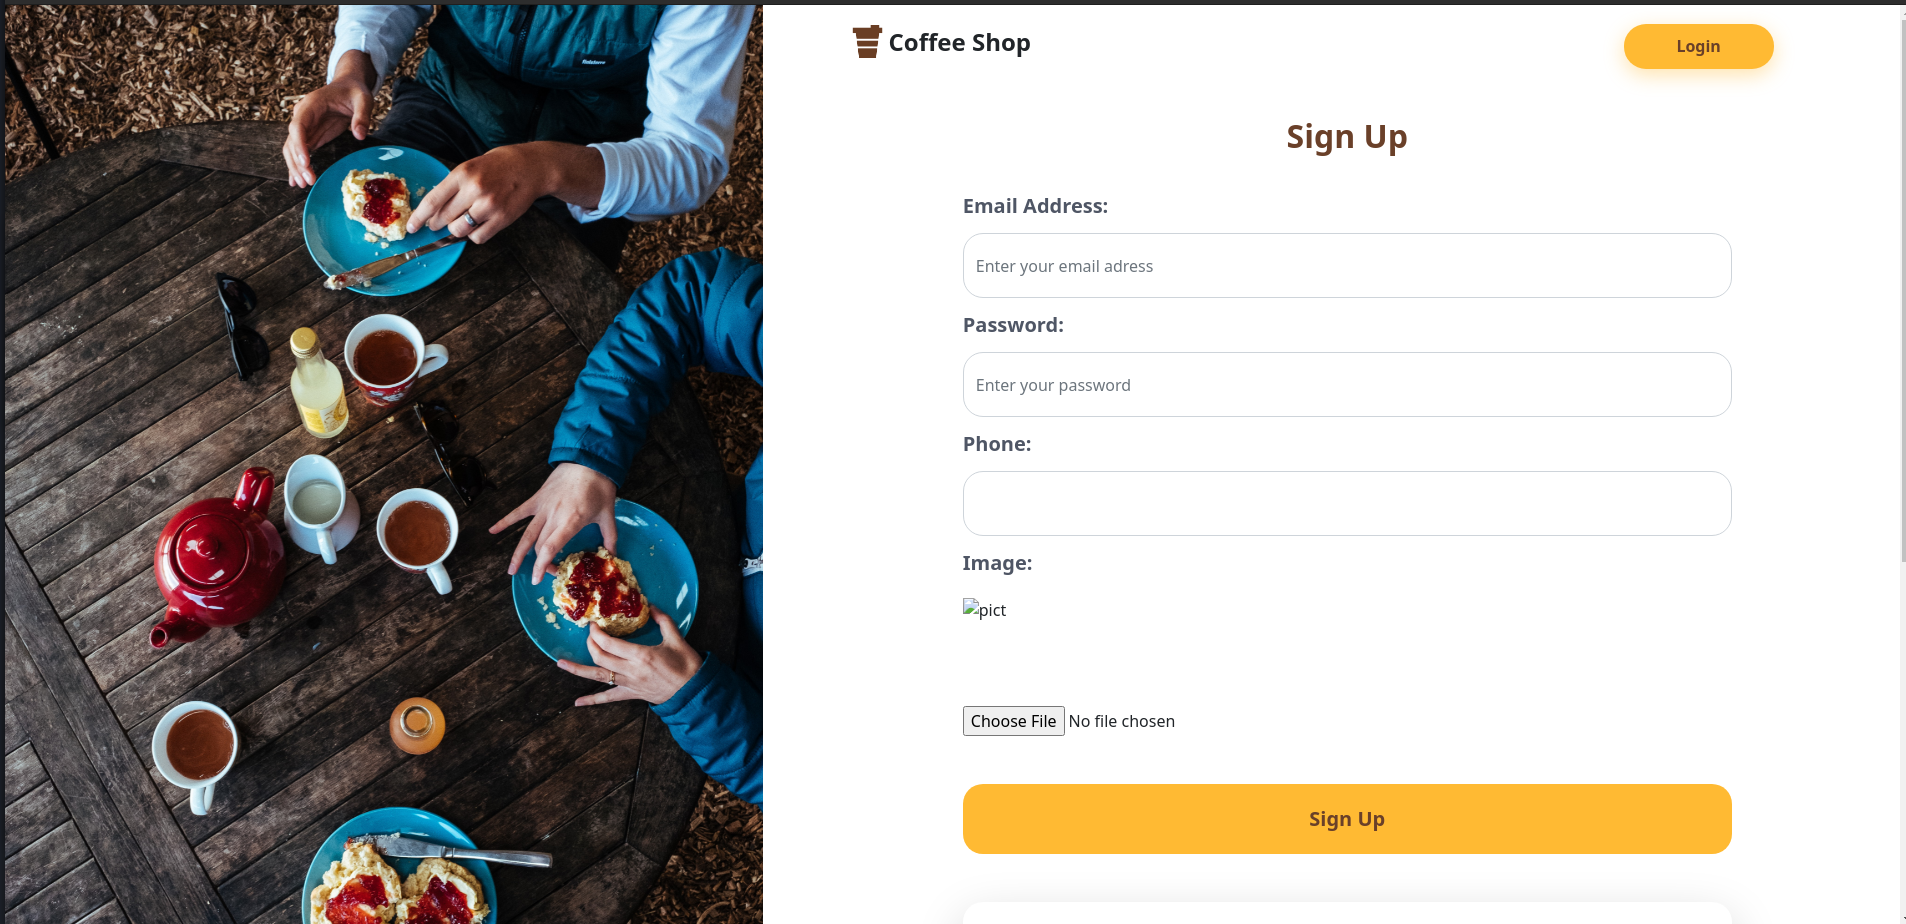 Coffee Shop
Login
Sign Up
Email Address:
Enter your email adress
Password:
Enter your password
Phone:
Image:
pict
Choose File No file chosen
Sign Up